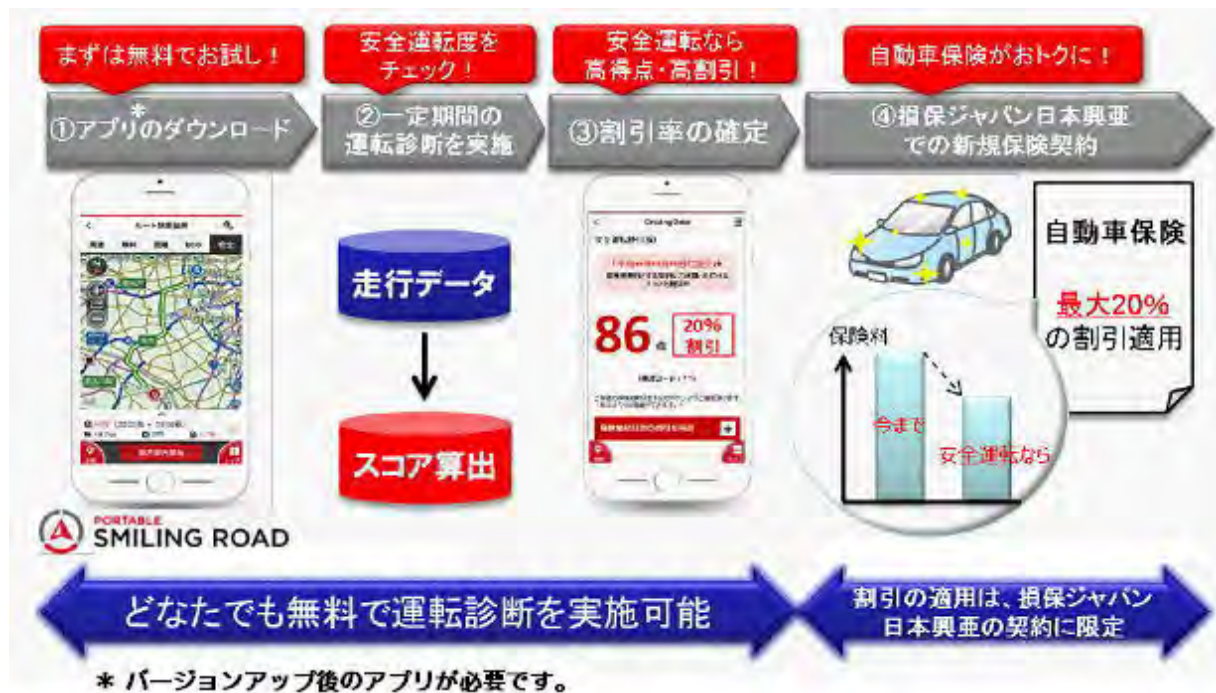 まずは無料でお試し！
安全運転度を
チェック！
安全運転なら
高得点・高割引！
自動車保険がおトクに！
*
①アプリのダウンロード
②一定期間の
運転診断を実施
③割引率の確定
④損保ジャパン日本興亜
での新規保険契約
走行データ
スコア算出
86点
20%
割引
自動車保険
最大20%
の割引適用
保険料
今まで
安全運転なら
PORTABLE
SMILING ROAD
どなたでも無料で運転診断を実施可能
割引の適用は、損保ジャパン
日本興亜の契約に限定
* バージョンアップ後のアプリが必要です。